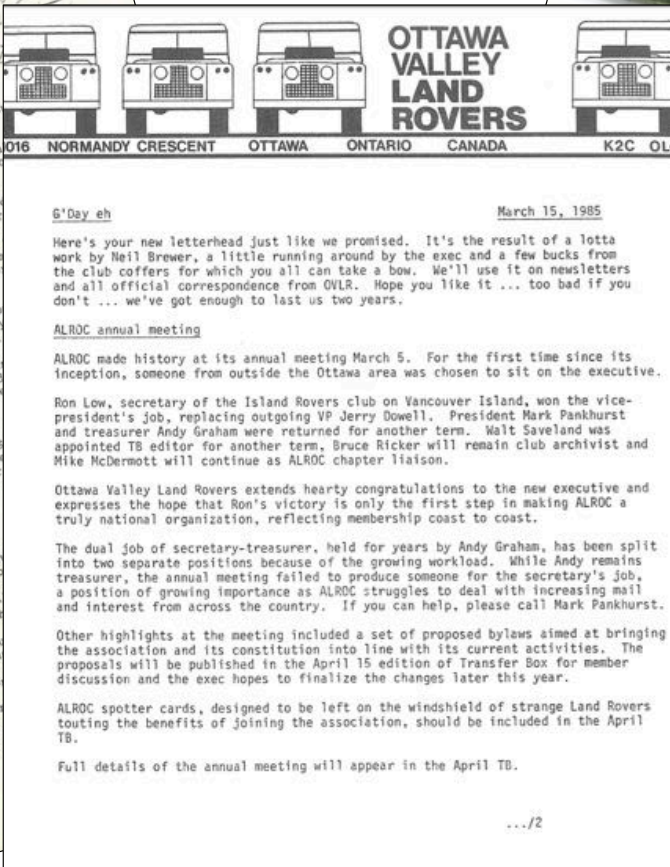 OTTAWA
VALLEY
LAND
ROVERS
016 NORMANDY CRESCENT OTTAWA ONTARIO CANADA K2C OL
G'Day eh March 15, 1985
Here's your new letterhead just like we promised. It's the result of a lotta
work by Neil Brewer, a little running around by the exec and a few bucks from
the club coffers for which you all can take a bow. We'll use it on newsletters
and all official correspondence from OVLR. Hope you like it ... too bad if you
don't ... we've got enough to last us two years.
ALROC annual meeting
ALROC made history at its annual meeting March 5. For the first time since its
inception, someone from outside the Ottawa area was chosen to sit on the executive.
Ron Low, secretary of the Island Rovers club on Vancouver Island, won the vice-
president's job, replacing outgoing VP Jerry Dowell. President Mark Pankhurst
and treasurer Andy Graham were returned for another term. Walt Saveland was
appointed TB editor for another term, Bruce Ricker will remain club archivist and
Mike McDermott will continue as ALROC chapter liaison.
Ottawa Valley Land Rovers extends hearty congratulations to the new executive and
expresses the hope that Ron's victory is only the first step in making ALROC a
truly national organization, reflecting membership coast to coast.
The dual job of secretary-treasurer, held for years by Andy Graham, has been split
into two separate positions because of the growing workload. While Andy remains
treasurer, the annual meeting failed to produce someone for the secretary's job,
a position of growing importance as ALROC struggles to deal with increasing mail
and interest from across the country. If you can help, please call Mark Pankhurst.
Other highlights at the meeting included a set of proposed bylaws aimed at bringing
the association and its constitution into line with its current activities. The
proposals will be published in the April 15 edition of Transfer Box for member
discussion and the exec hopes to finalize the changes later this year.
ALROC spotter cards, designed to be left on the windshield of strange Land Rovers
touting the benefits of joining the association, should be included in the April
TB.
Full details of the annual meeting will appear in the April TB.
.../2